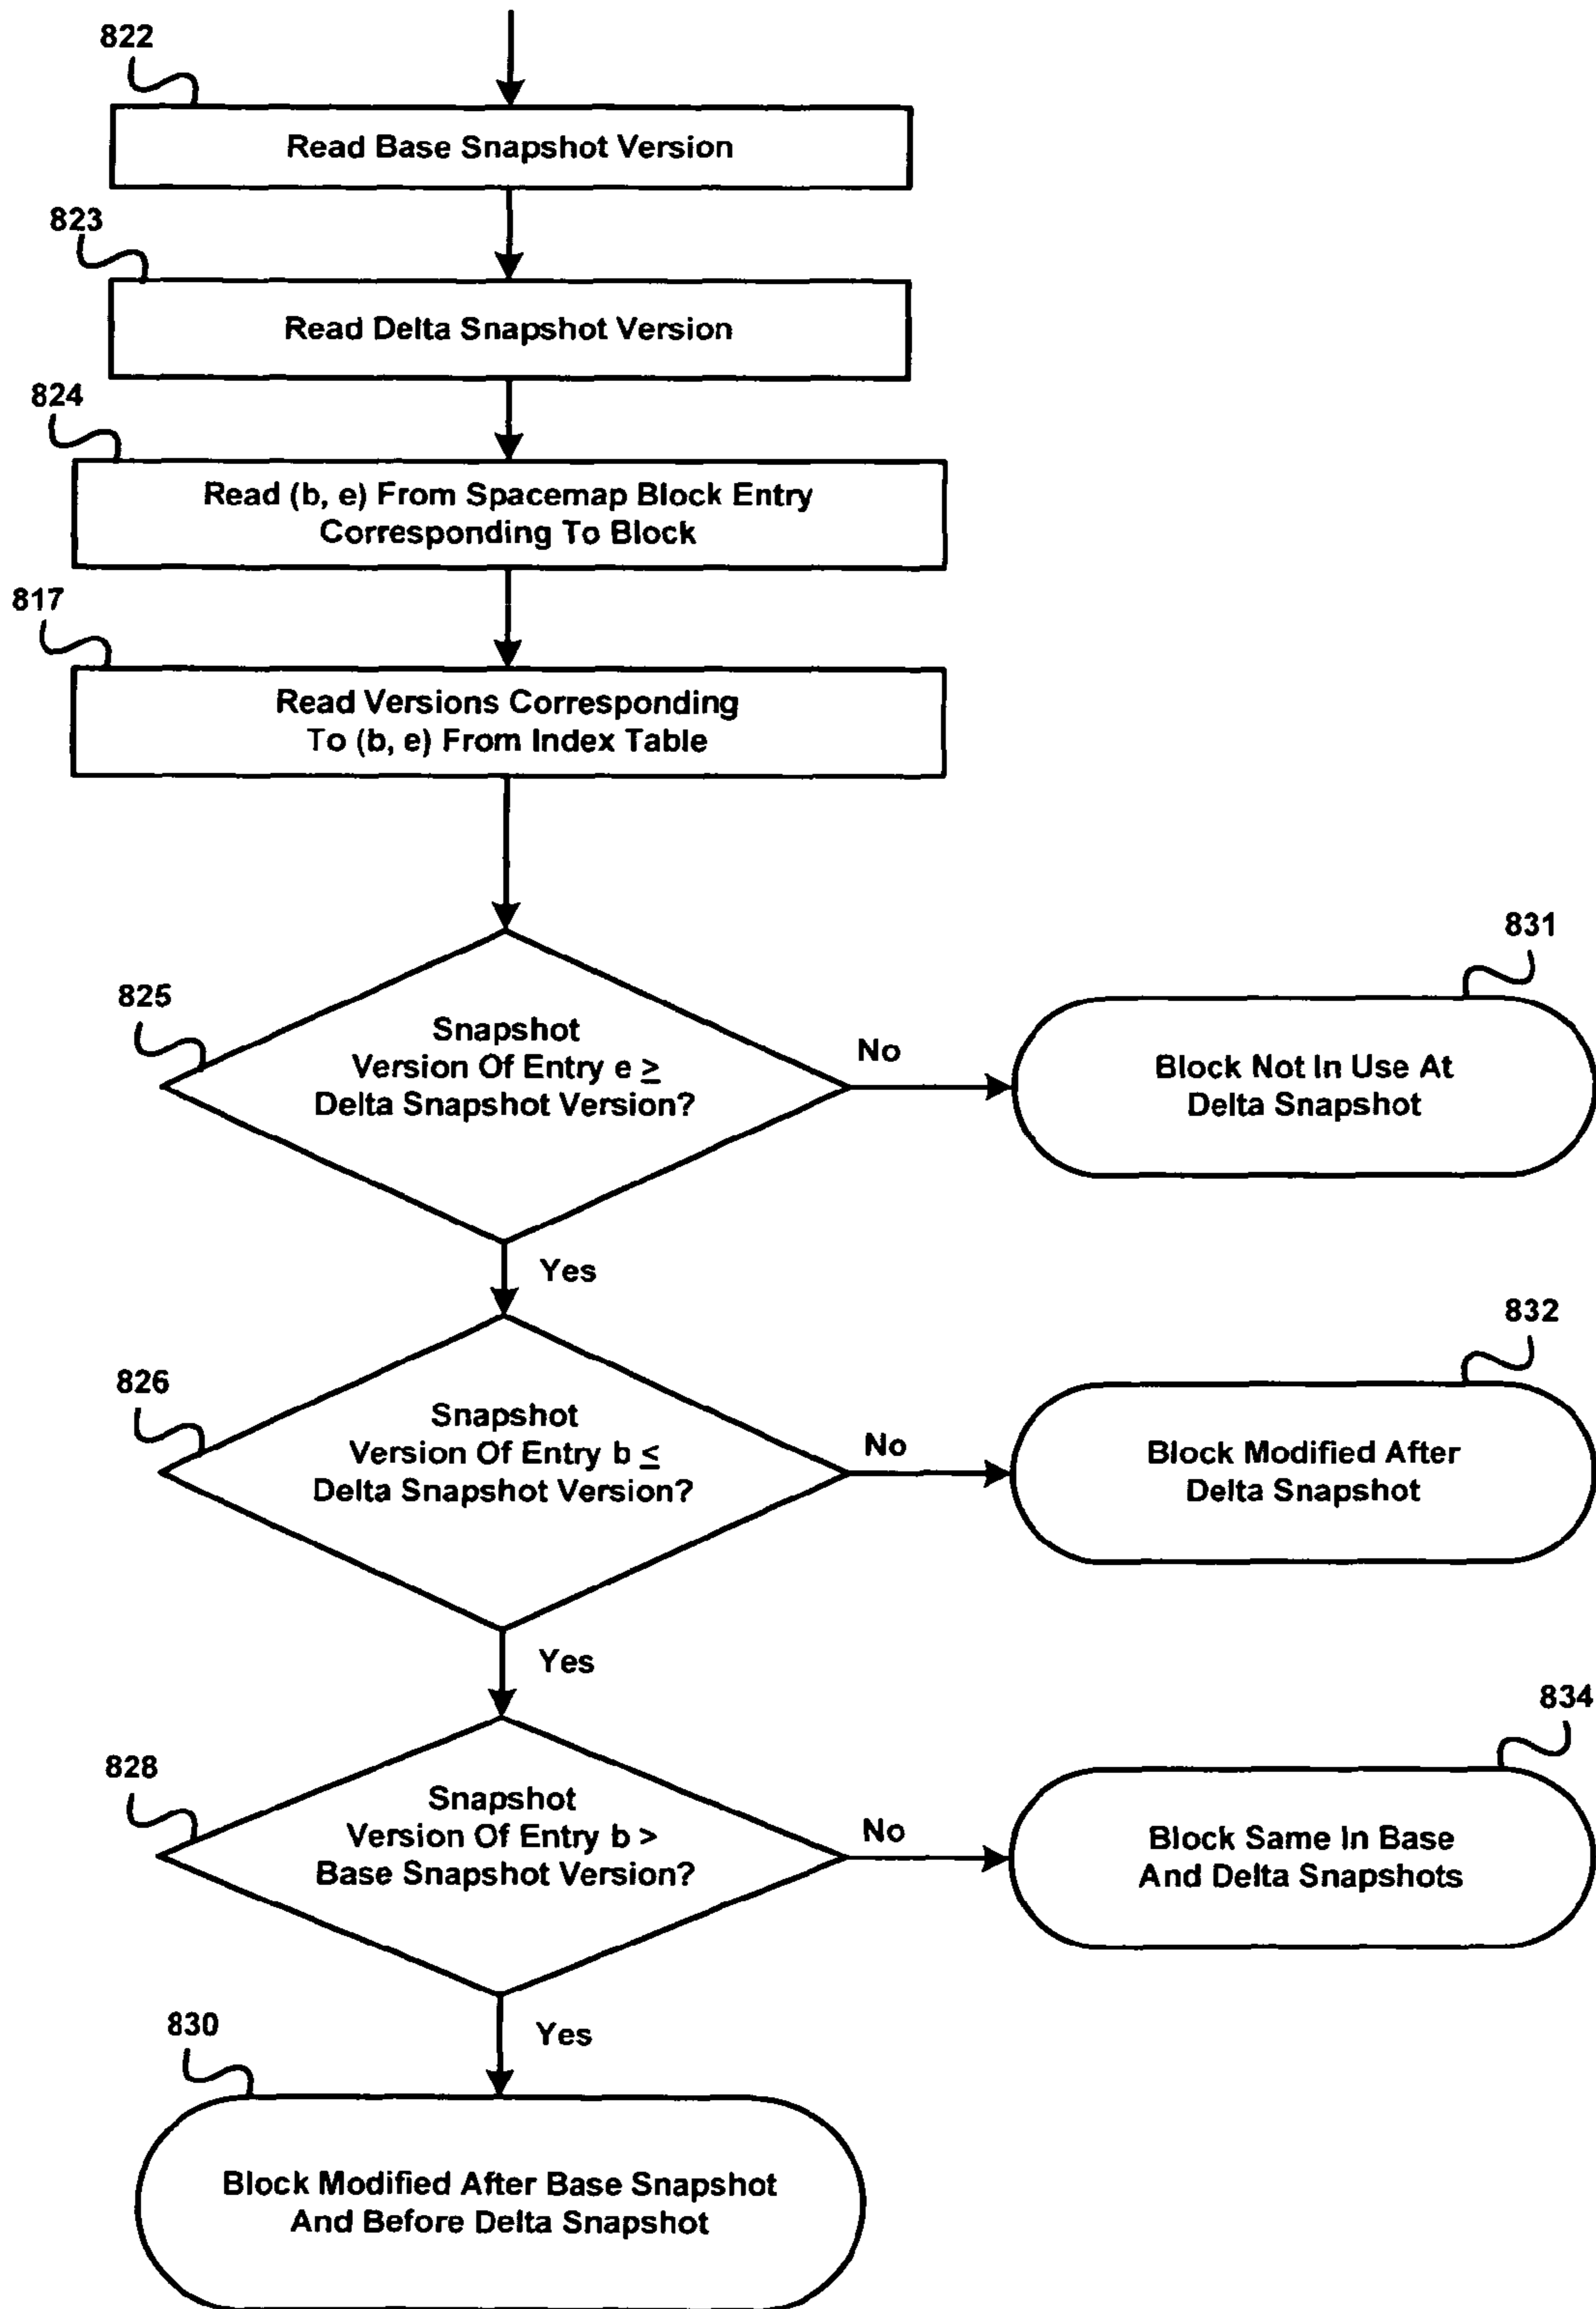 822
Read Base Snapshot Version
823
Read Delta Snapshot Version
824
Read (b, e) From Spacemap Block Entry
Corresponding To Block
817
Read Versions Corresponding
To (b, e) From Index Table
825
Snapshot
Version Of Entry e ≥
Delta Snapshot Version?
No
831
Block Not In Use At
Delta Snapshot
Yes
826
Snapshot
Version Of Entry b ≤
Delta Snapshot Version?
No
832
Block Modified After
Delta Snapshot
Yes
828
Snapshot
Version Of Entry b >
Base Snapshot Version?
No
834
Block Same In Base
And Delta Snapshots
Yes
830
Block Modified After Base Snapshot
And Before Delta Snapshot